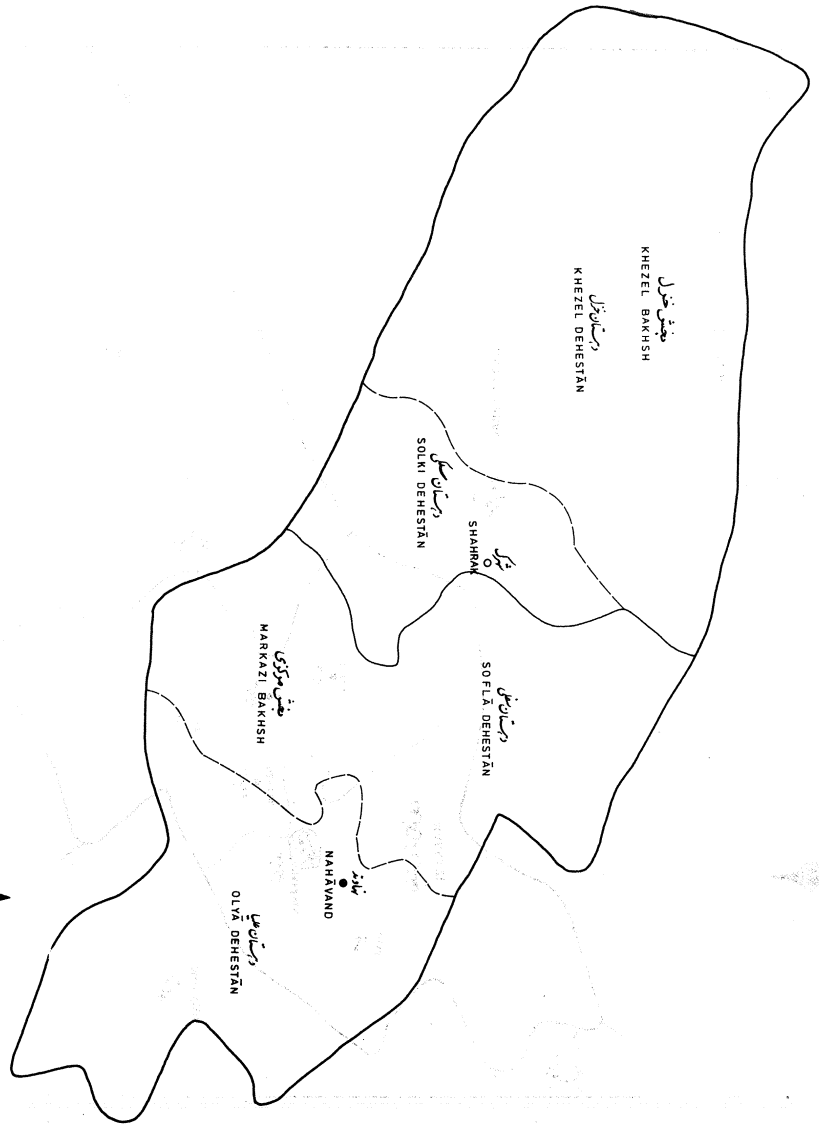 بخش خزل
KHEZEL BAKHSH
دهستان خزل
KHEZEL DEHESTĀN
دهستان سلکی
SOLKI DEHESTĀN
شهرک
SHAHRAK
دهستان سفلی
SOFLĀ DEHESTĀN
بخش مرکزی
MARKAZI BAKHSH
نهاوند
NAHĀVAND
دهستان علیا
OLYĀ DEHESTĀN